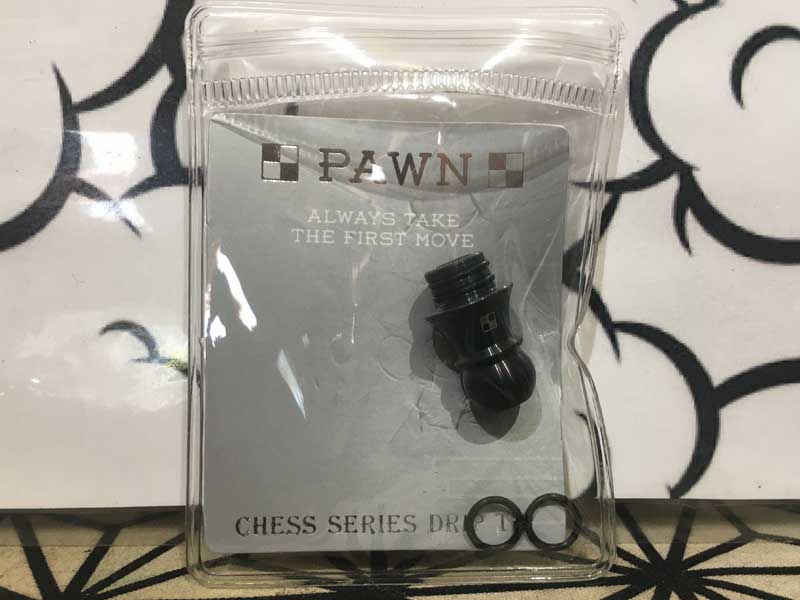 PAWN
ALWAYS TAKE
THE FIRST MOVE
CHESS SERIES DRIP